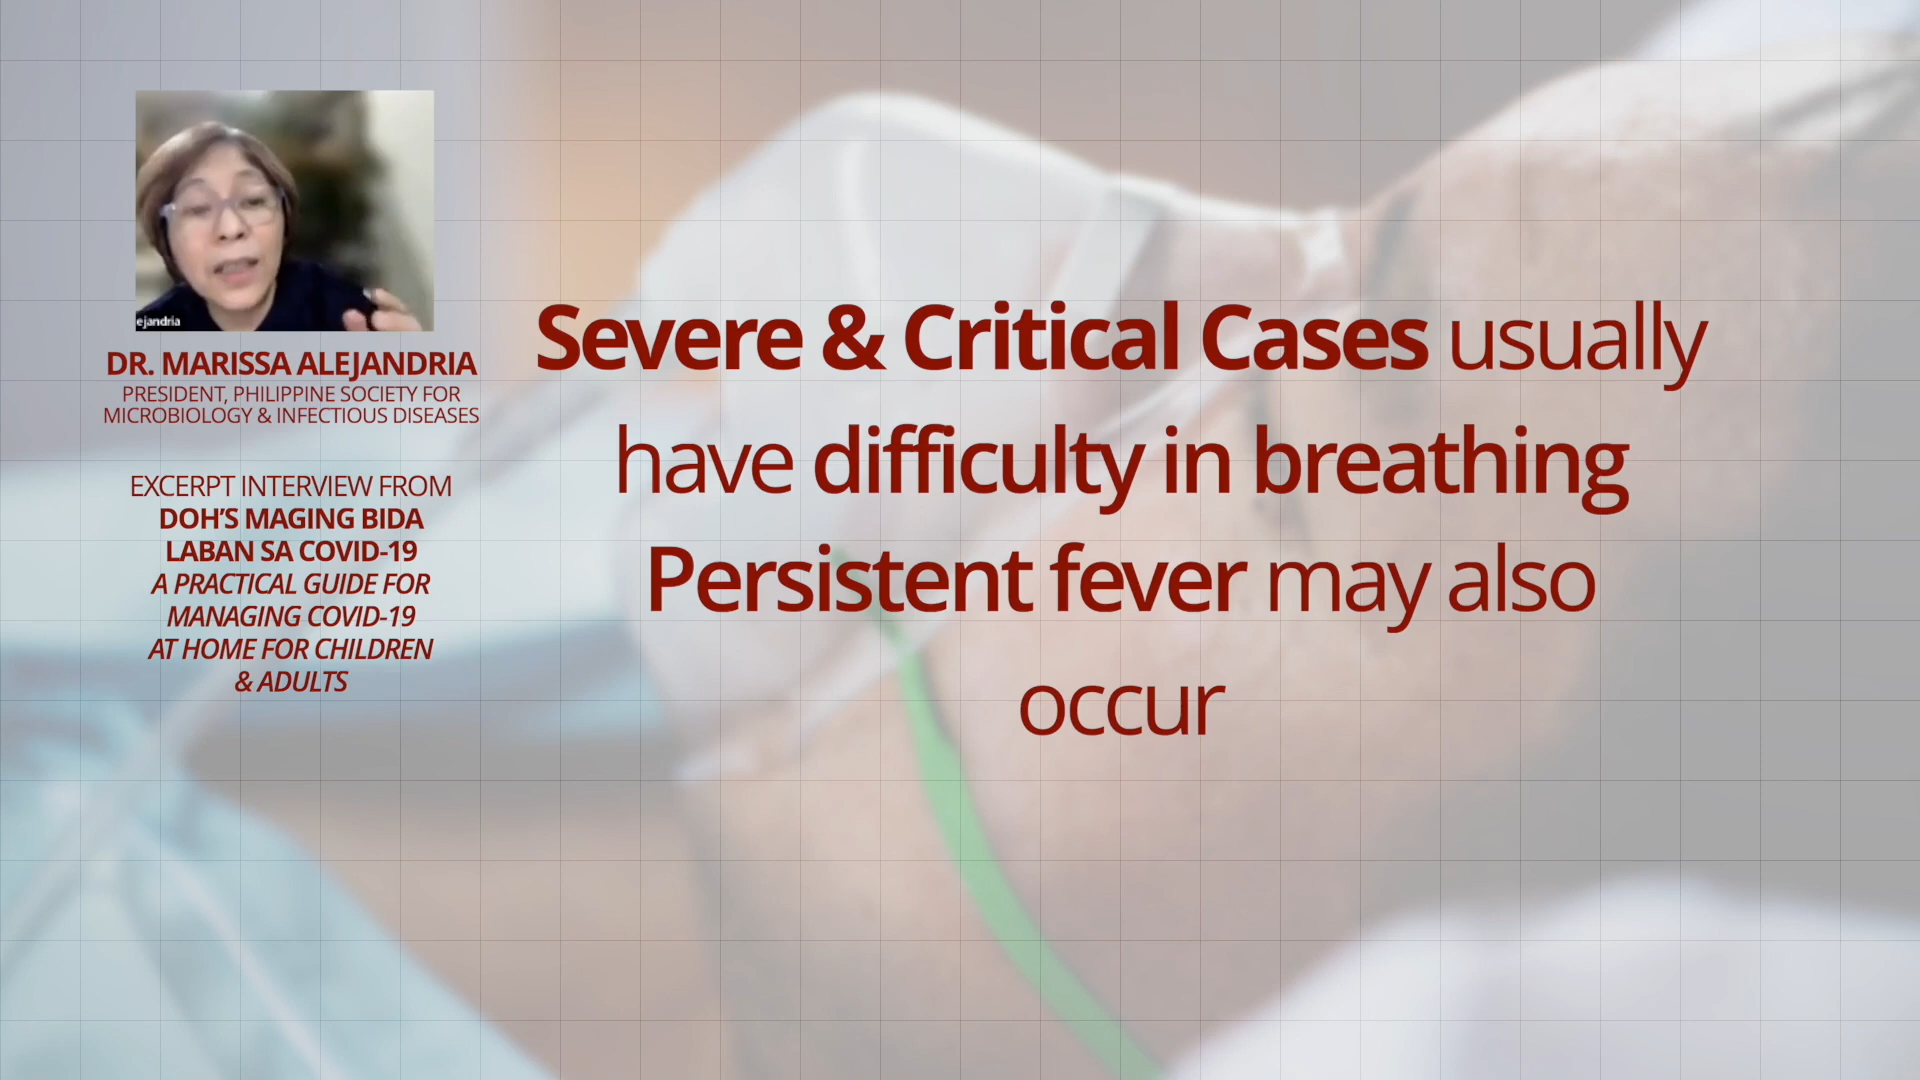 ejandria
DR. MARISSA ALEJANDRIA
PRESIDENT, PHILIPPINE SOCIETY FOR
MICROBIOLOGY & INFECTIOUS DISEASES
EXCERPT INTERVIEW FROM
DOH'S MAGING BIDA
LABAN SA COVID-19
A PRACTICAL GUIDE FOR
MANAGING COVID-19
AT HOME FOR CHILDREN
& ADULTS
Severe & Critical Cases usually
have difficulty in breathing
Persistent fever may also
occur